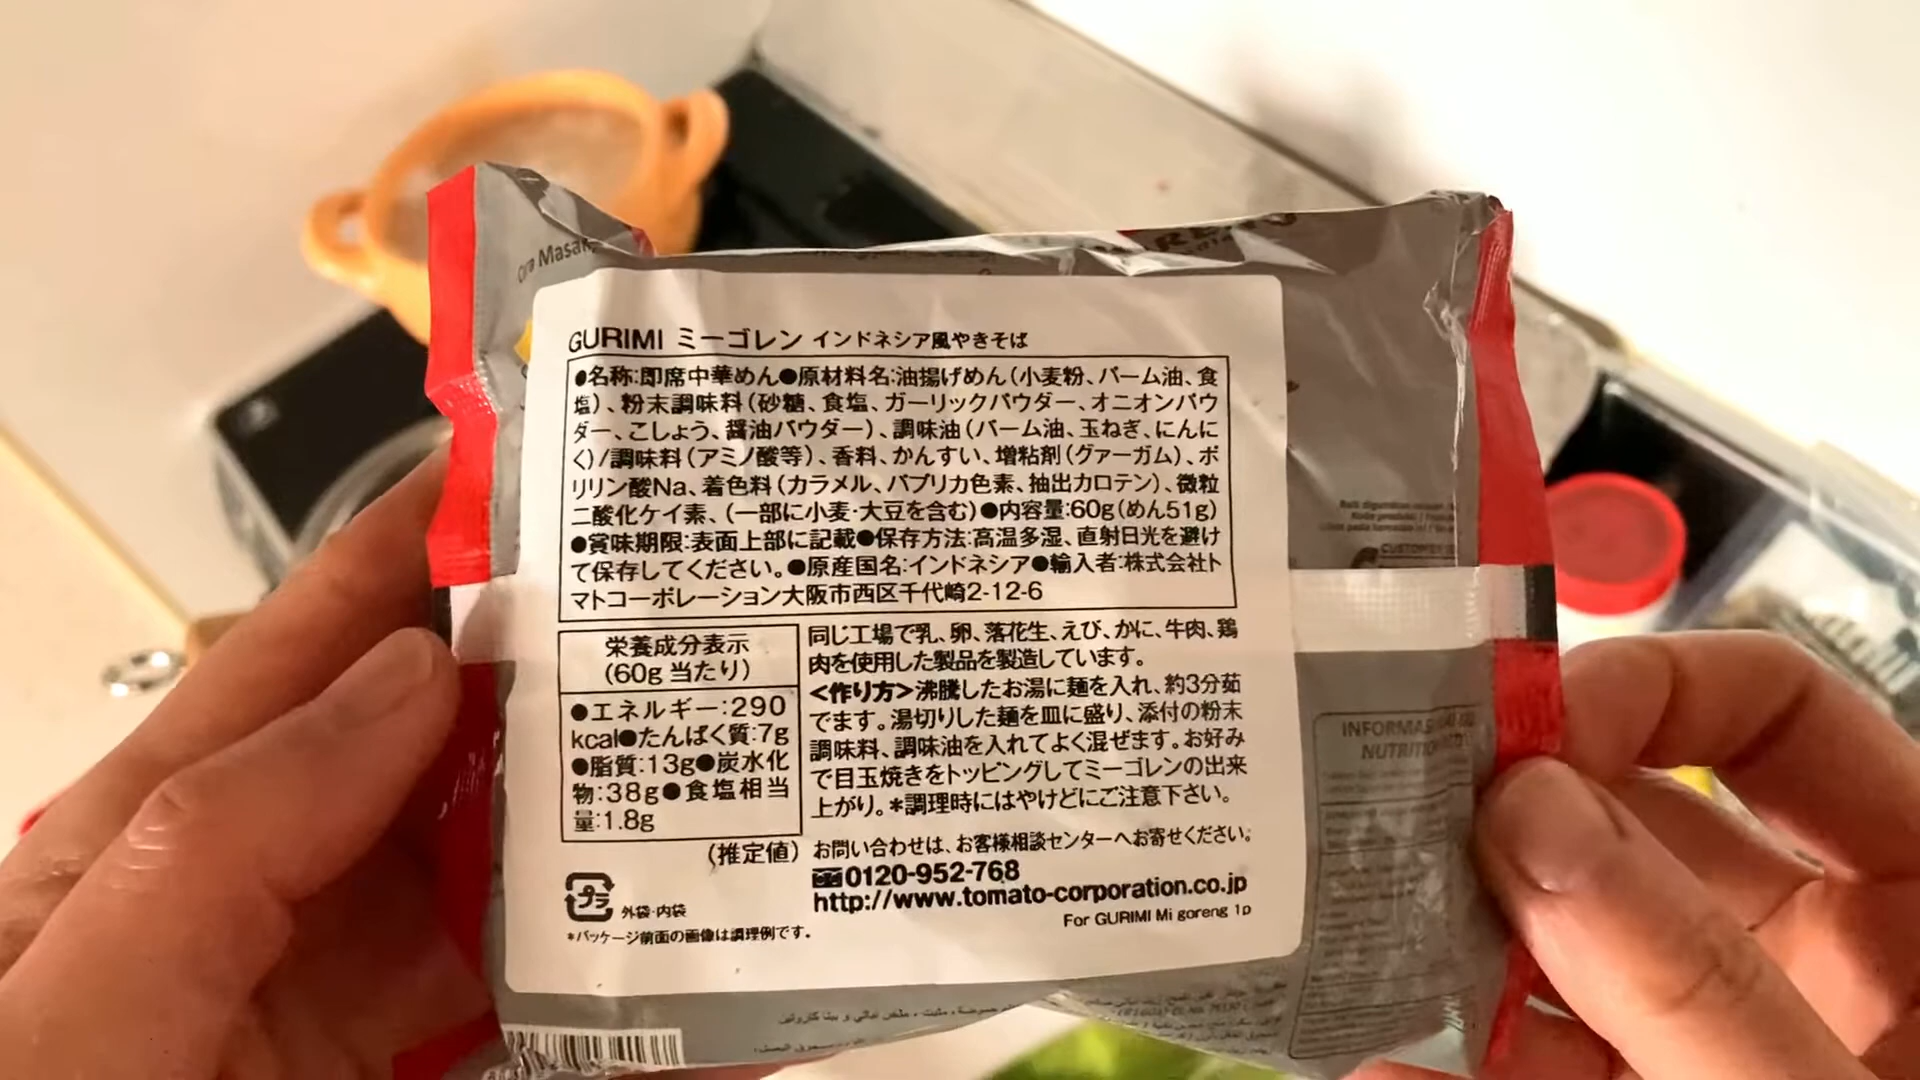 Cara Masak
GURIMI ミーゴレン インドネシア風やきそば
●名称:即席中華めん●原材料名:油揚げめん(小麦粉、パーム油、食
塩)、粉末調味料(砂糖、食塩、ガーリックパウダー、オニオンパウ
ダー、こしょう、醤油パウダー)、調味油(パーム油、玉ねぎ、にんに
く)/調味料(アミノ酸等)、香料、かんすい、増粘剤(グァーガム)、ポ
リリン酸Na、着色料(カラメル、パプリカ色素、抽出カロテン)、微粒
二酸化ケイ素、(一部に小麦·大豆を含む)●内容量:60g(めん51g)
●賞味期限:表面上部に記載●保存方法:高温多湿、直射日光を避け
て保存してください。●原産国名:インドネシア●輸入者:株式会社ト
マトコーポレーション大阪市西区千代崎2-12-6
栄養成分表示
(60g 当たり)
●エネルギー:290
kcal●たんぱく質:7g
●脂質:13g●炭水化
物:38g●食塩相当
量:1.8g
(推定値)
同じ工場で乳、卵、落花生、えび、かに、牛肉、鶏
肉を使用した製品を製造しています。
<作り方>沸騰したお湯に麺を入れ、約3分茹
でます。湯切りした麺を皿に盛り、添付の粉末
調味料、調味油を入れてよく混ぜます。お好み
で目玉焼きをトッピングしてミーゴレンの出来
上がり。*調理時にはやけどにご注意下さい。
お問い合わせは、お客様相談センターへお寄せください。
0120-952-768
http://www.tomato-corporation.co.jp
For GURIMI Mi goreng 1p
プラ
外袋·内袋
*パッケージ前面の画像は調理例です。